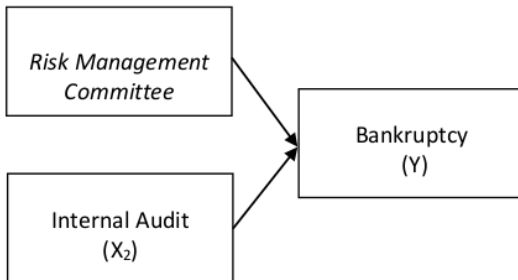 Risk Management
Committee
Bankruptcy
(Y)
Internal Audit
(X₂)